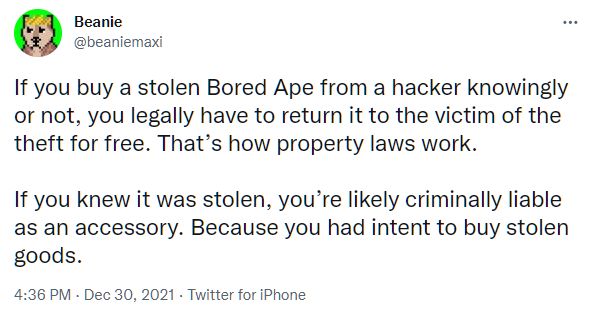 Beanie
@beaniemaxi
If you buy a stolen Bored Ape from a hacker knowingly
or not, you legally have to return it to the victim of the
theft for free. That’s how property laws work.
If you knew it was stolen, you’re likely criminally liable
as an accessory. Because you had intent to buy stolen
goods.
4:36 PM · Dec 30, 2021 · Twitter for iPhone